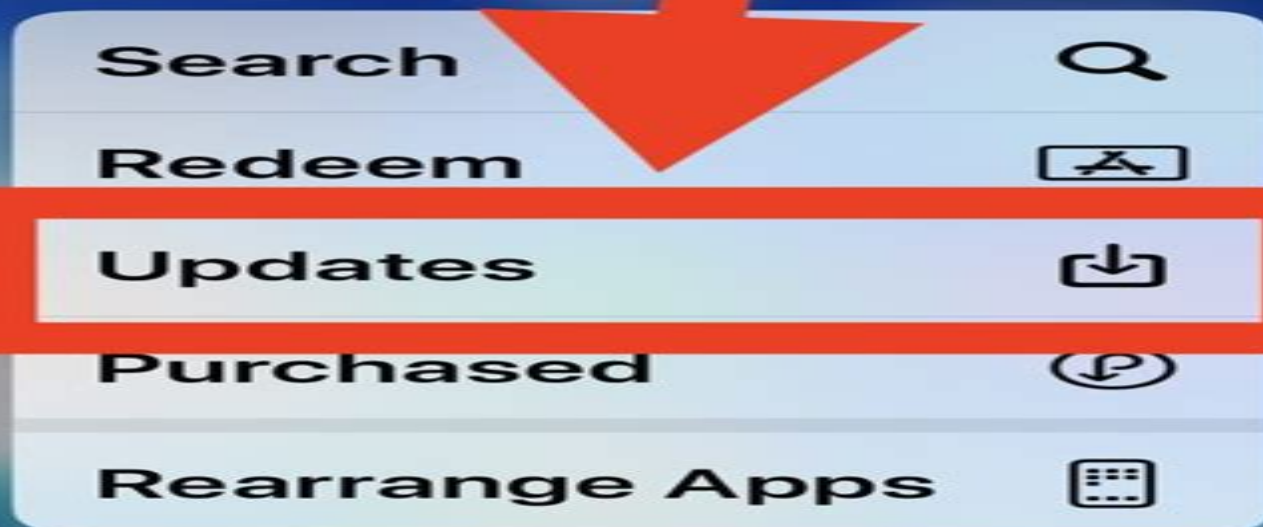 Search
Redeem
Updates
Purchased
Rearrange Apps